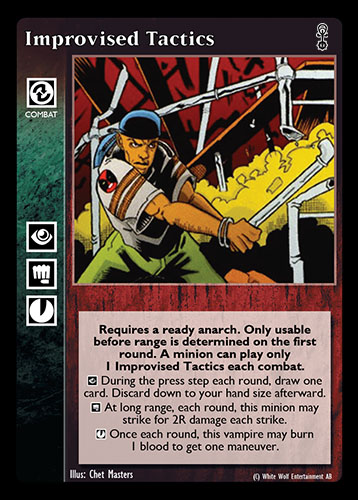 Improvised Tactics
COMBAT
Requires a ready anarch. Only usable
before range is determined on the first
round. A minion can play only
1 Improvised Tactics each combat.
During the press step each round, draw one
card. Discard down to your hand size afterward.
At long range, each round, this minion may
strike for 2R damage each strike.
Once each round, this vampire may burn
1 blood to get one maneuver.
Illus: Chet Masters
(C) White Wolf Entertainment AB